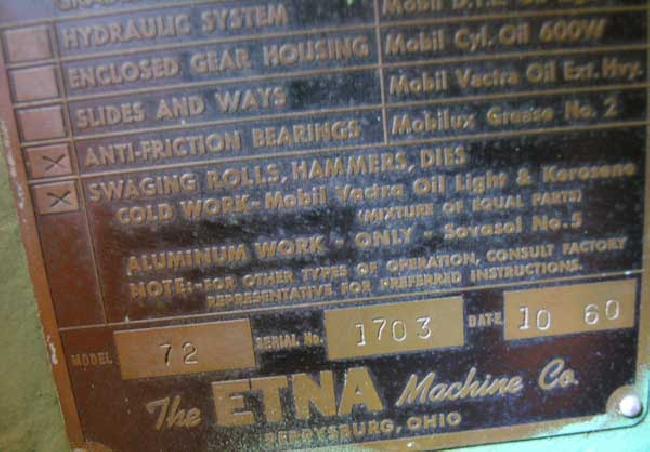 HYDRAULIC SYSTEM
Mobil Cyl. Oil 600W
ENCLOSED GEAR HOUSING
Mobil Vactra Oil Ext. Hvy.
SLIDES AND WAYS
Mobilux Grease No. 2
X ANTI-FRICTION BEARINGS
X SWAGING ROLLS, HAMMERS, DIES
COLD WORK - Mobil Vactra Oil Light & Kerosene
(MIXTURE OF EQUAL PARTS)
ALUMINUM WORK - ONLY - Sovasol No. 5
NOTE:- FOR OTHER TYPES OF OPERATION, CONSULT FACTORY
REPRESENTATIVE FOR PREFERRED INSTRUCTIONS.
MODEL 72 SERIAL No. 1703 DATE 10 60
The ETNA Machine Co.
PERRYSBURG, OHIO